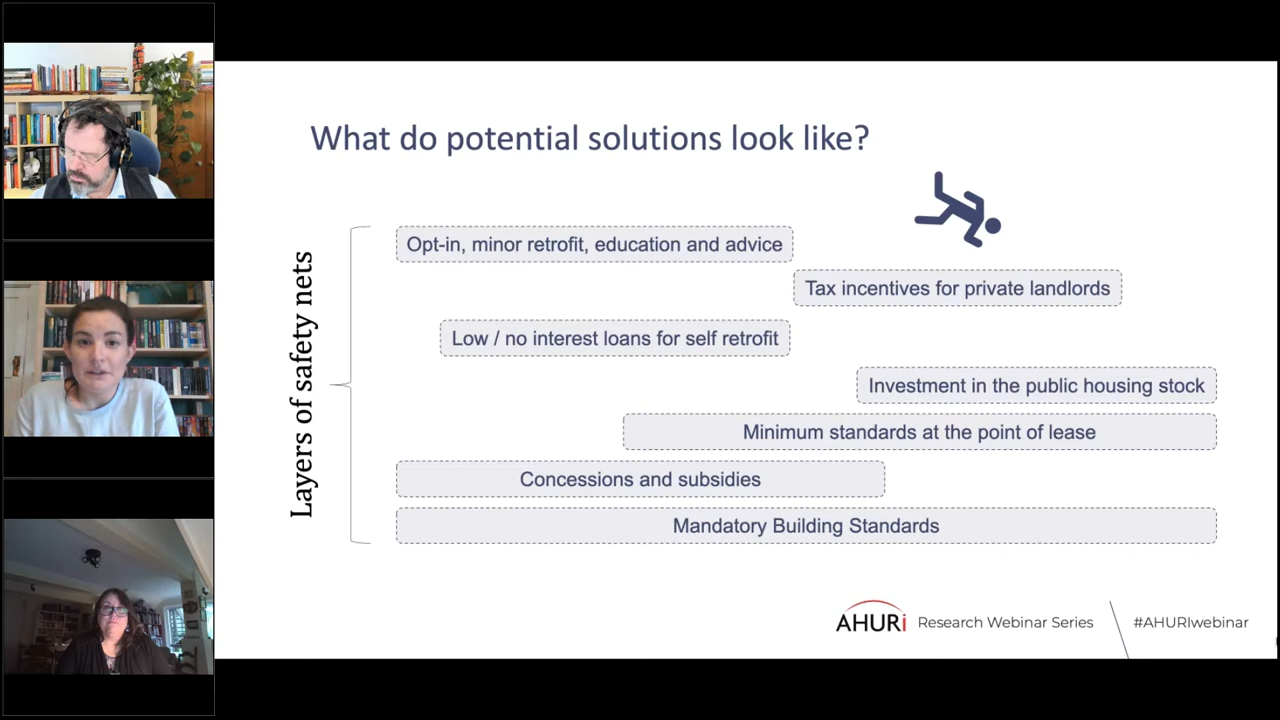 What do potential solutions look like?
Layers of safety nets
Opt-in, minor retrofit, education and advice
Tax incentives for private landlords
Low / no interest loans for self retrofit
Investment in the public housing stock
Minimum standards at the point of lease
Concessions and subsidies
Mandatory Building Standards
AHURi Research Webinar Series #AHURIwebinar